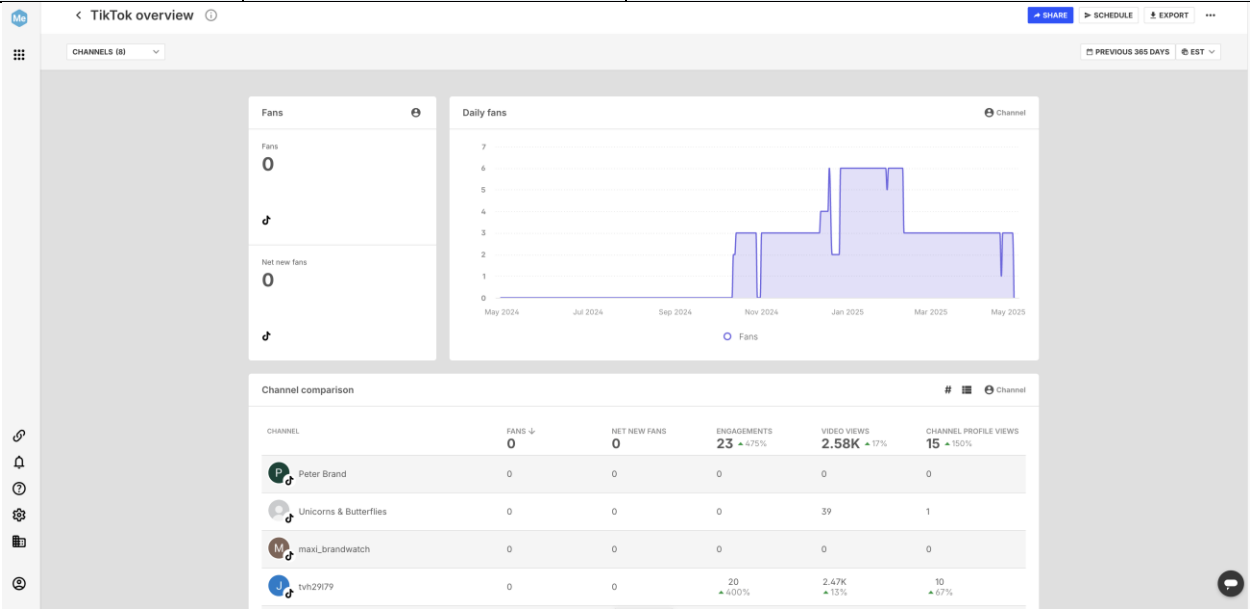 Me
TikTok overview
SHARE
SCHEDULE
EXPORT
CHANNELS (8)
PREVIOUS 365 DAYS
EST
Fans
Fans
0
Net new fans
0
Daily fans
Channel
7
6
5
4
3
2
1
0
May 2024 Jul 2024 Sep 2024 Nov 2024 Jan 2025 Mar 2025 May 2025
Fans
Channel comparison
# Channel
CHANNEL FANS NET NEW FANS ENGAGEMENTS VIDEO VIEWS CHANNEL PROFILE VIEWS
0 0 23 475% 2.58K 17% 15 150%
P Peter Brand 0 0 0 0 0
Unicorns & Butterflies 0 0 0 39 1
M maxi_brandwatch 0 0 0 0 0
J tvh29l79 0 0 20 2.47K 10
400% 13% 67%